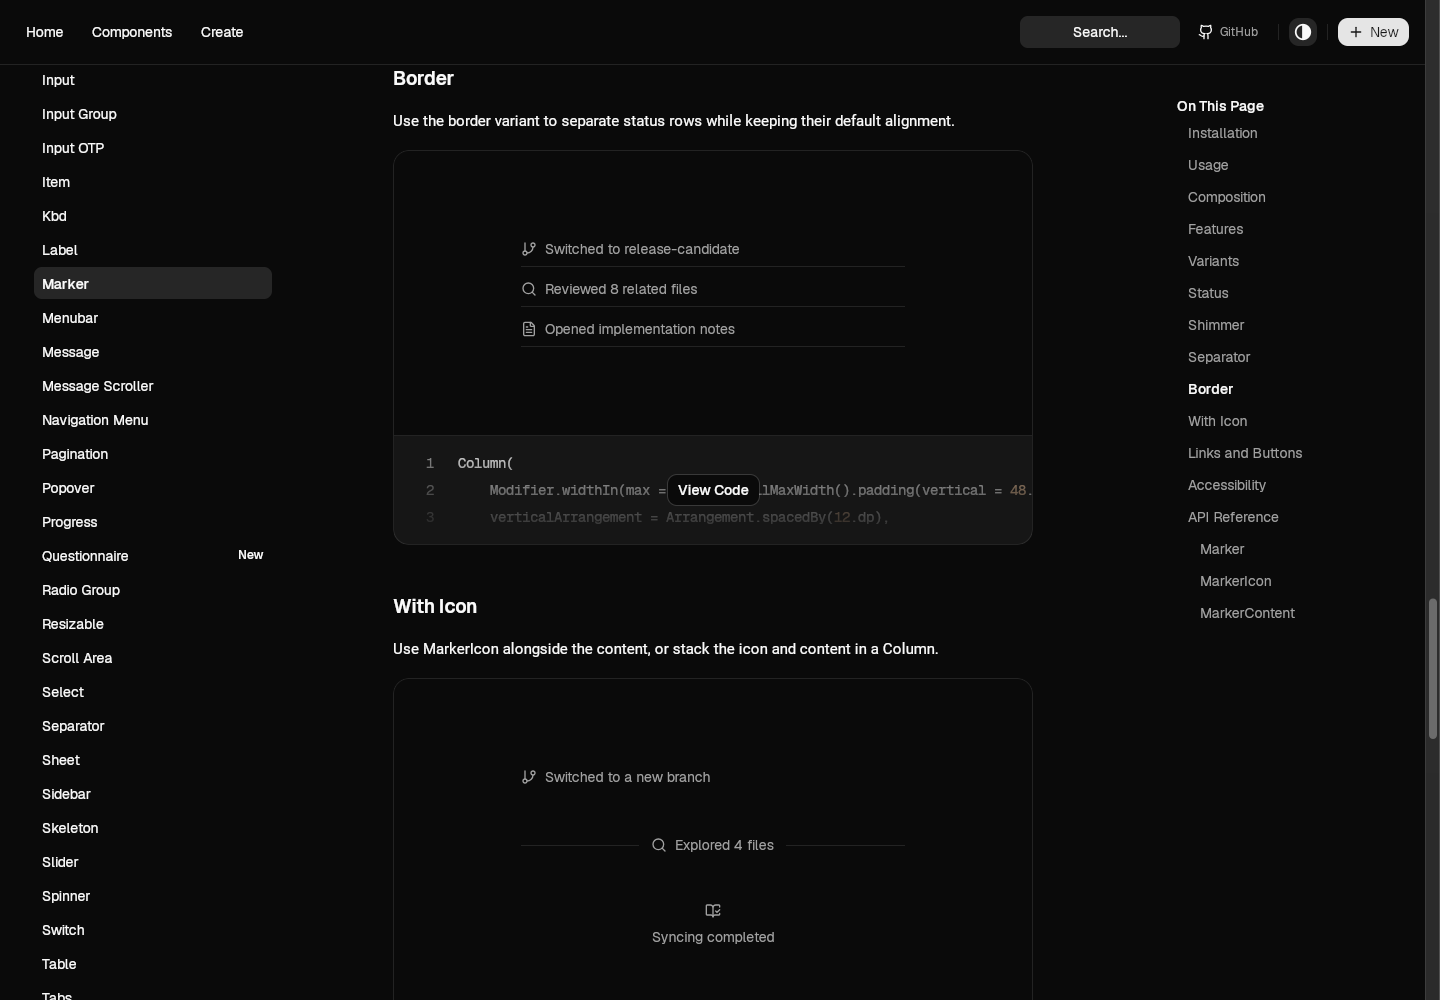 Home
Components
Create
Search...
GitHub
New
Input
Input Group
Input OTP
Item
Kbd
Label
Marker
Menubar
Message
Message Scroller
Navigation Menu
Pagination
Popover
Progress
Questionnaire New
Radio Group
Resizable
Scroll Area
Select
Separator
Sheet
Sidebar
Skeleton
Slider
Spinner
Switch
Table
Tabs
Border
Use the border variant to separate status rows while keeping their default alignment.
Switched to release-candidate
Reviewed 8 related files
Opened implementation notes
1 Column(
2 Modifier.widthIn(max = lMaxWidth().padding(vertical = 48.
View Code
3 verticalArrangement = Arrangement.spacedBy(12.dp),
With Icon
Use MarkerIcon alongside the content, or stack the icon and content in a Column.
Switched to a new branch
Explored 4 files
Syncing completed
On This Page
Installation
Usage
Composition
Features
Variants
Status
Shimmer
Separator
Border
With Icon
Links and Buttons
Accessibility
API Reference
Marker
MarkerIcon
MarkerContent